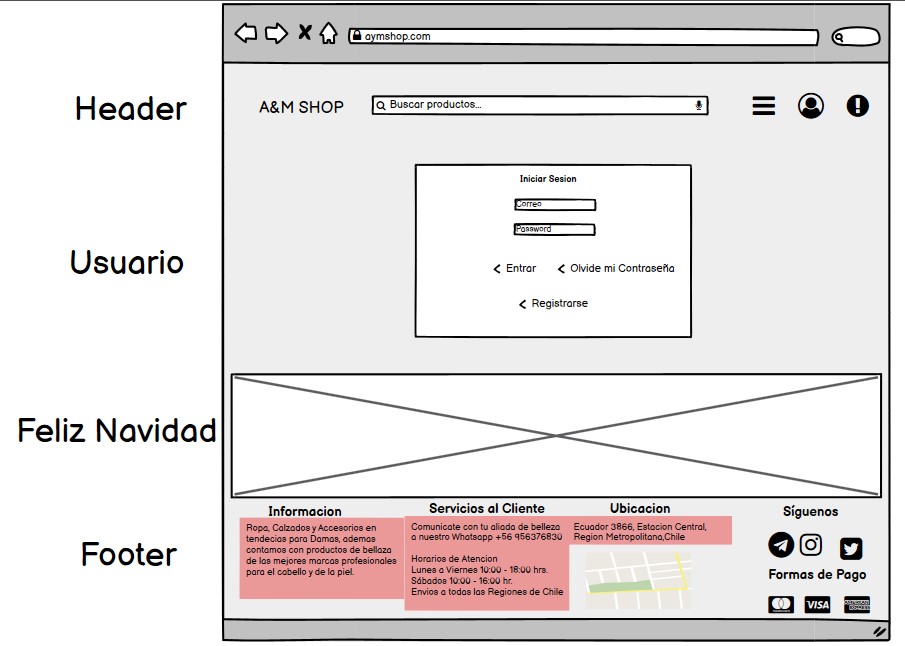 aymshop.com
Header
A&M SHOP
Buscar productos...
Usuario
Iniciar Sesion
Correo
Password
Entrar
Olvide mi Contraseña
Registrarse
Feliz Navidad
Footer
Informacion
Ropa, Calzados y Accesorios en
tendecias para Damas, ademas
contamos con productos de bellaza
de las mejores marcas profesionales
para el cabello y de la piel.
Servicios al Cliente
Comunicate con tu aliada de belleza
a nuestro Whatsapp +56 956376830
Horarios de Atencion
Lunes a Viernes 10:00 - 18:00 hrs.
Sábados 10:00 - 16:00 hr.
Envios a todas las Regiones de Chile
Ubicacion
Ecuador 3866, Estacion Central,
Region Metropolitana,Chile
Síguenos
Formas de Pago
VISA
AMERICAN
EXPRESS